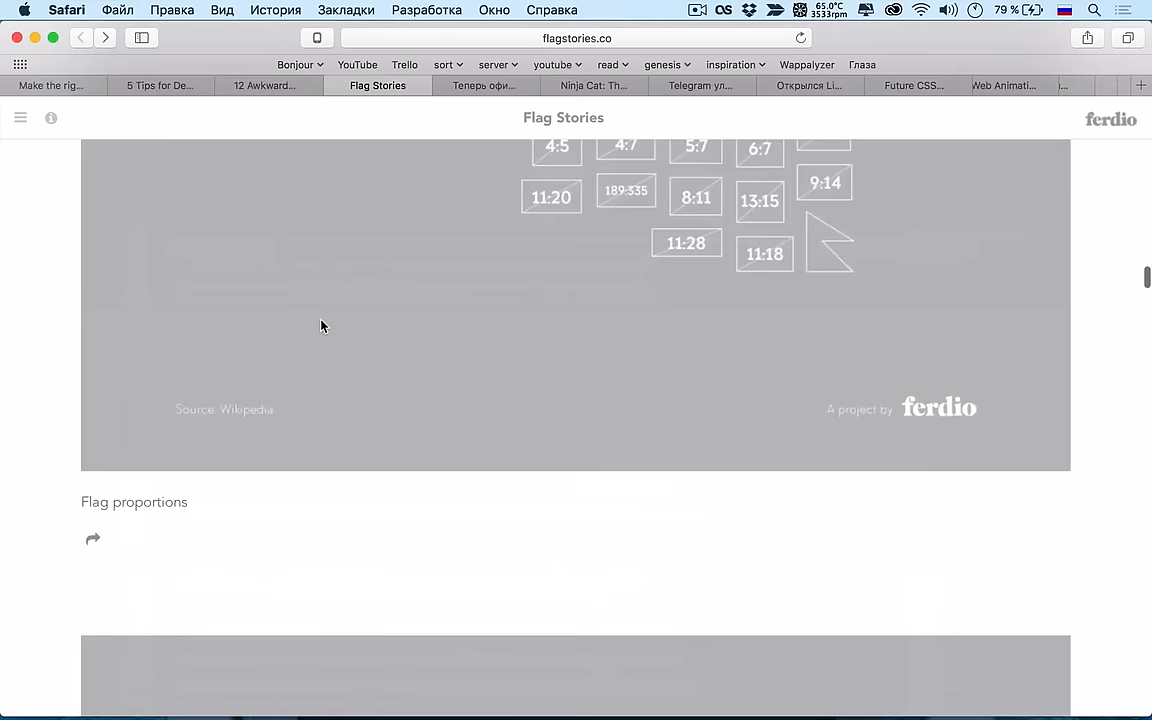 Safari Файл Правка Вид История Закладки Разработка Окно Справка OS 65.0°C 3533rpm 79 %
flagstories.co
Bonjour YouTube Trello sort server youtube read genesis inspiration Wappalyzer Глаза
Make the rig... 5 Tips for De... 12 Awkward... Flag Stories Теперь офи... Ninja Cat: Th... Telegram ул... Открылся Li... Future CSS... Web Animati...
Flag Stories ferdio
4:5 4:7 5:7 6:7
11:20 189:335 8:11 13:15 9:14
11:28 11:18
Source: Wikipedia A project by ferdio
Flag proportions